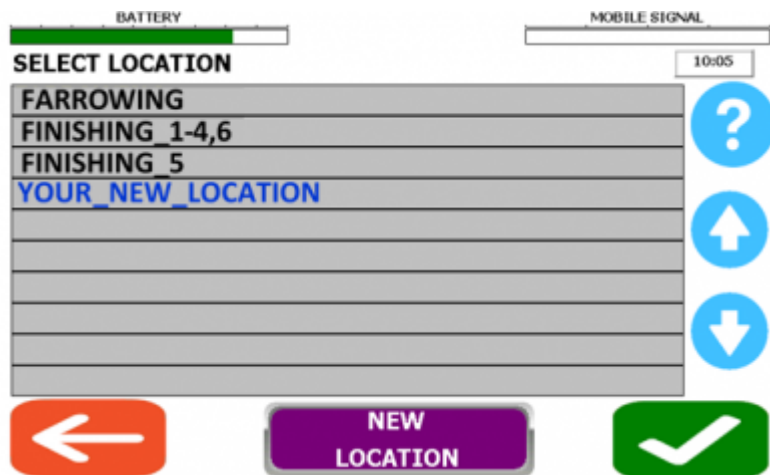 BATTERY
MOBILE SIGNAL
SELECT LOCATION
10:05
FARROWING
FINISHING_1-4,6
FINISHING_5
YOUR_NEW_LOCATION
?
NEW
LOCATION